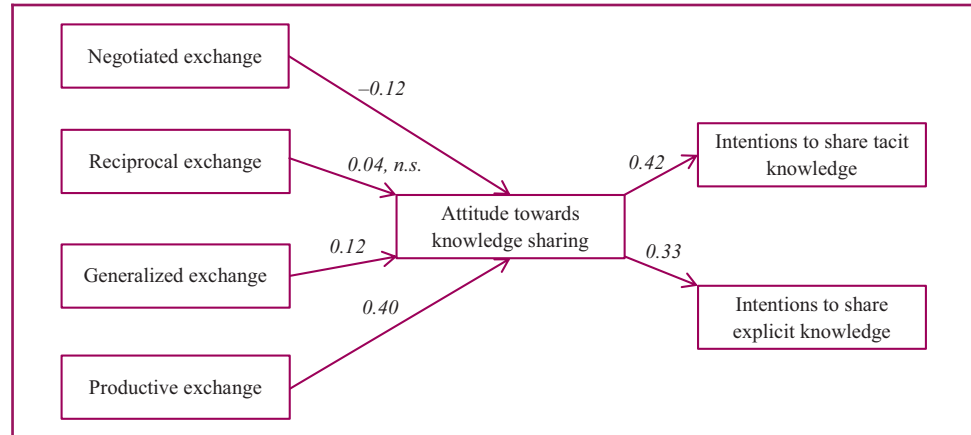 Negotiated exchange
–0.12
Reciprocal exchange
0.04, n.s.
Intentions to share tacit
knowledge
0.42
Attitude towards
knowledge sharing
Generalized exchange
0.12
0.33
0.40
Intentions to share
explicit knowledge
Productive exchange